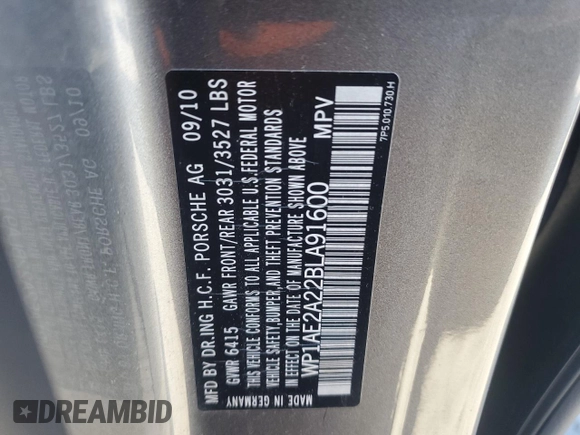 MFD BY DR.ING H.C.F. PORSCHE AG 09/10
GVWR 6415 GAWR FRONT/REAR 3031/3527 LBS
THIS VEHICLE CONFORMS TO ALL APPLICABLE U.S.FEDERAL MOTOR
VEHICLE SAFETY,BUMPER,AND THEFT PREVENTION STANDARDS
IN EFFECT ON THE DATE OF MANUFACTURE SHOWN ABOVE
WP1AE2A22BLA91600 MPV
MADE IN GERMANY
7P5.010.730.H
DREAMBID